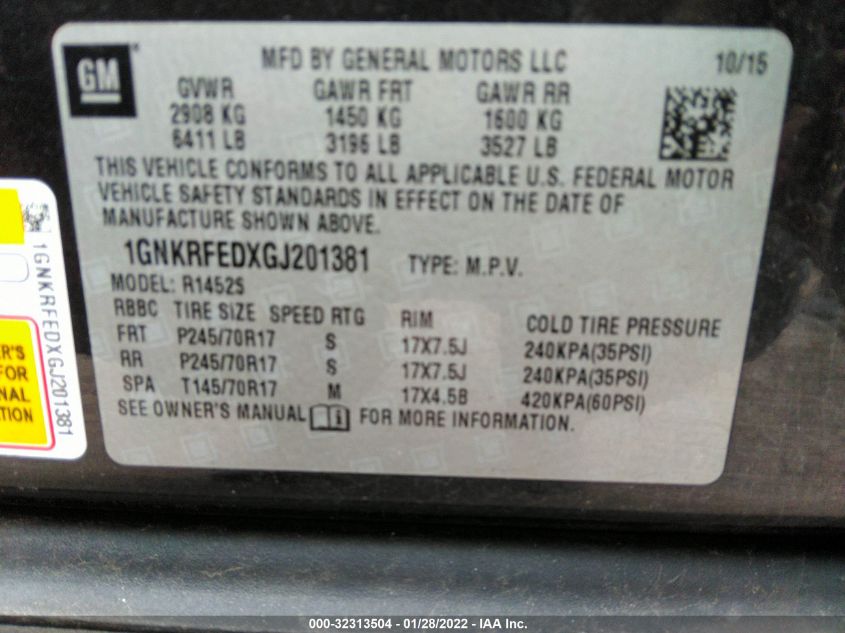 GM
MFD BY GENERAL MOTORS LLC 10/15
GVWR GAWR FRT GAWR RR
2908 KG 1450 KG 1600 KG
6411 LB 3196 LB 3527 LB
THIS VEHICLE CONFORMS TO ALL APPLICABLE U.S. FEDERAL MOTOR
VEHICLE SAFETY STANDARDS IN EFFECT ON THE DATE OF
MANUFACTURE SHOWN ABOVE.
1GNKRFEDXGJ201381 TYPE: M.P.V.
MODEL: R14525
RBBC TIRE SIZE SPEED RTG RIM COLD TIRE PRESSURE
FRT P245/70R17 S 17X7.5J 240KPA(35PSI)
RR P245/70R17 S 17X7.5J 240KPA(35PSI)
SPA T145/70R17 M 17X4.5B 420KPA(60PSI)
SEE OWNER'S MANUAL FOR MORE INFORMATION.
1GNKRFEDXGJ201381
ER'S
FOR
NAL
ATION
000-32313504 - 01/28/2022 - IAA Inc.